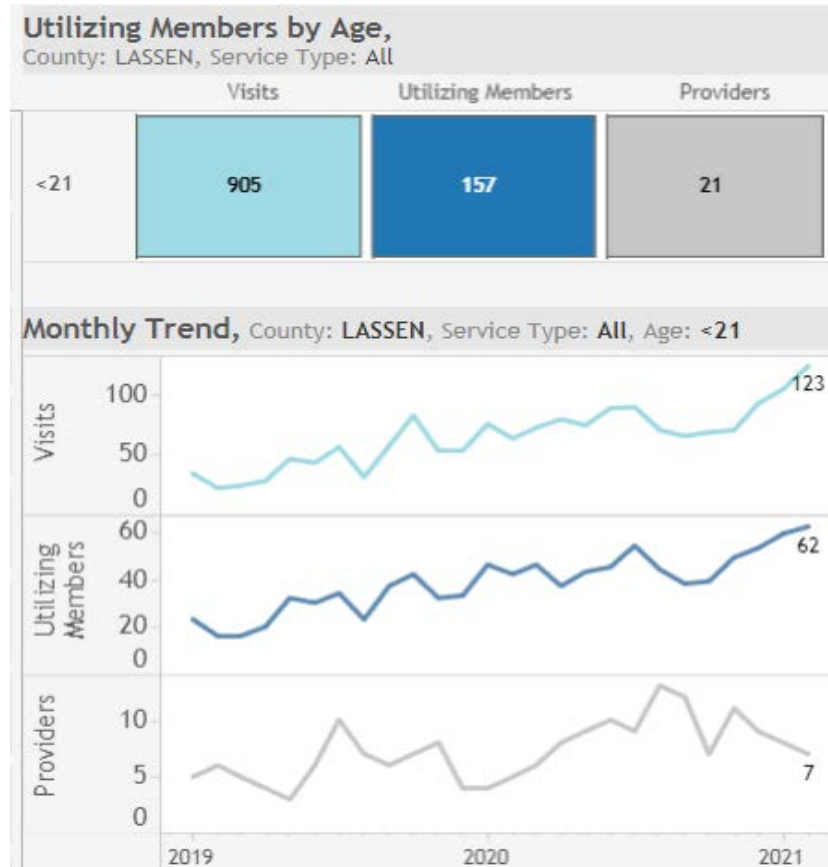 Utilizing Members by Age,
County: LASSEN, Service Type: All
Visits Utilizing Members Providers
<21 905 157 21
Monthly Trend, County: LASSEN, Service Type: All, Age: <21
Visits
100
50
0
123
Utilizing
Members
60
40
20
0
62
Providers
10
5
0
7
2019 2020 2021